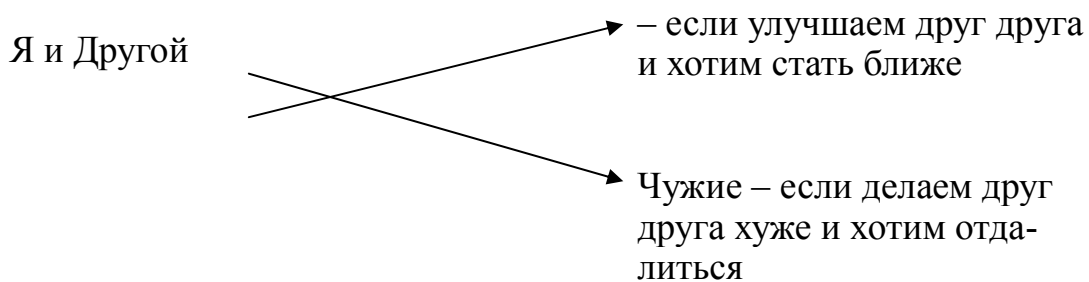 Я и Другой
– если улучшаем друг друга
и хотим стать ближе
Чужие – если делаем друг
друга хуже и хотим отда-
литься